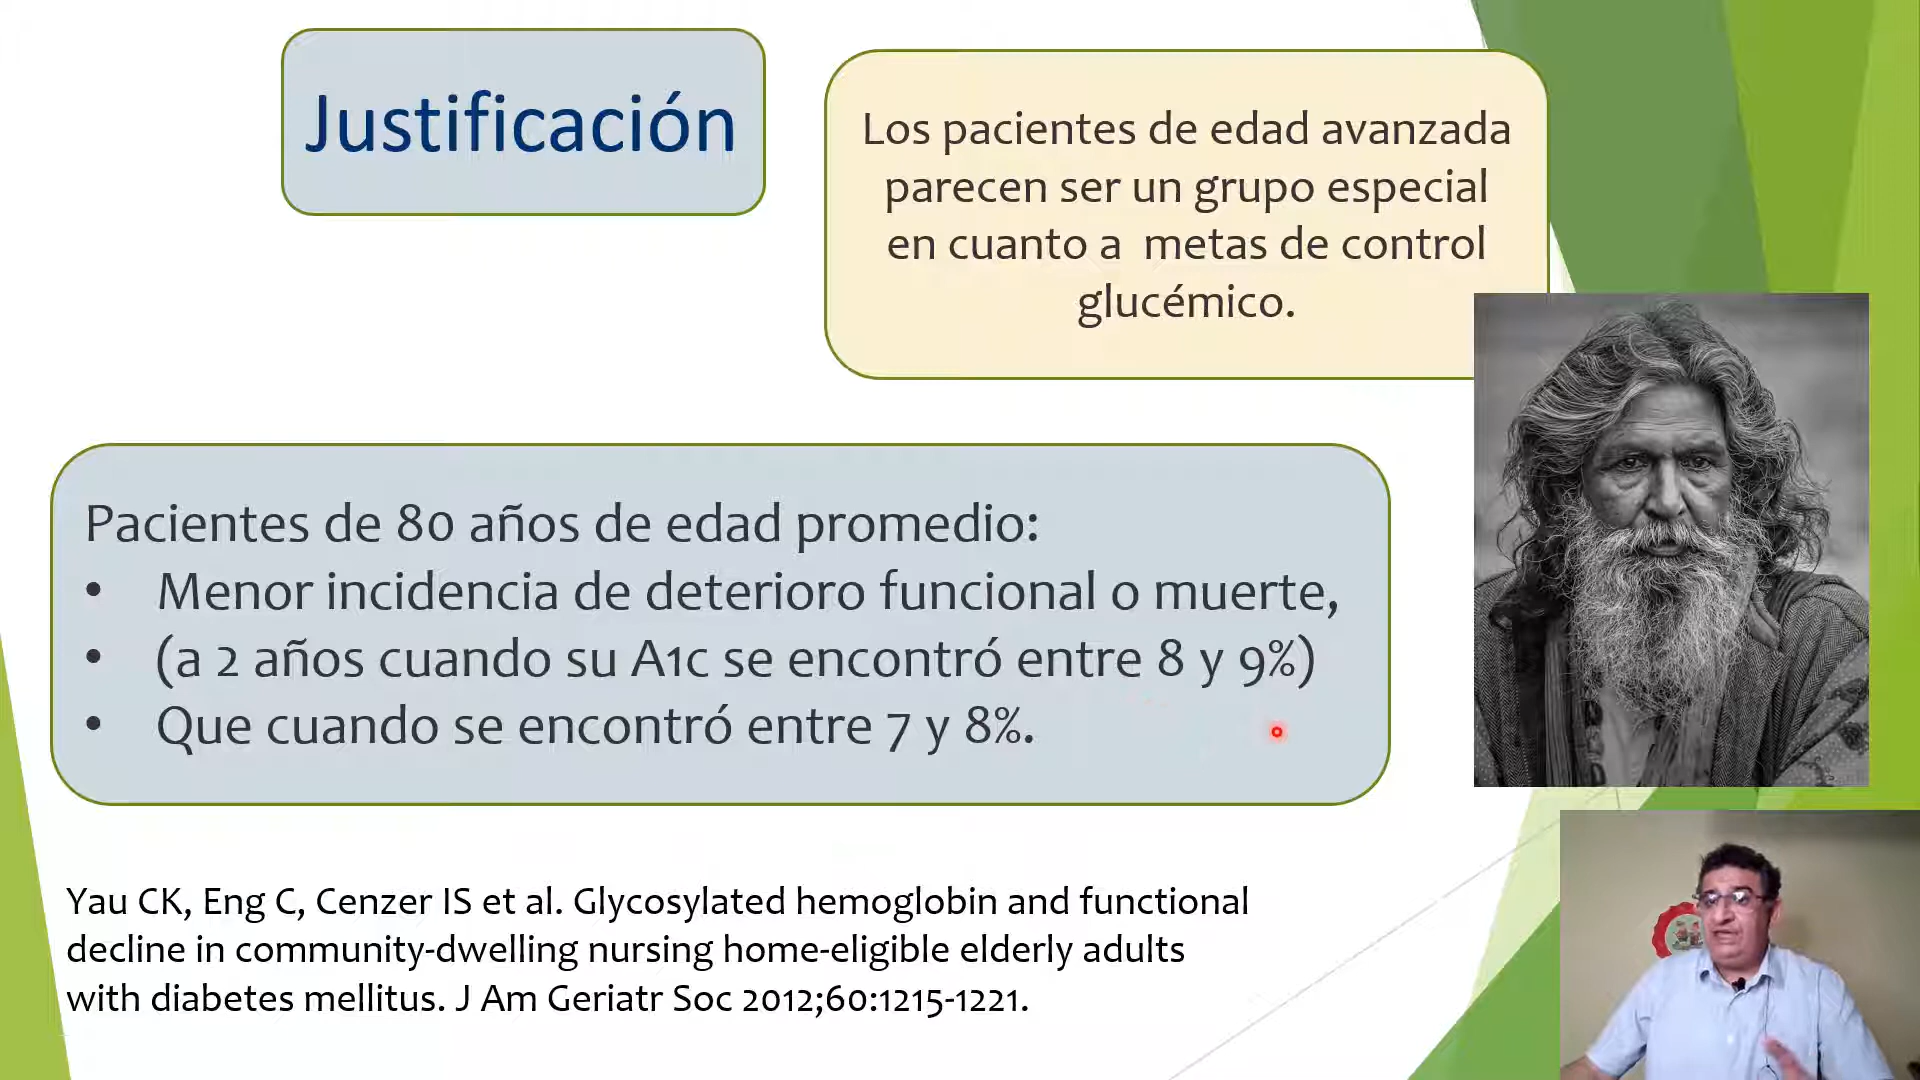 Justificación
Los pacientes de edad avanzada
parecen ser un grupo especial
en cuanto a metas de control
glucémico.
Pacientes de 80 años de edad promedio:
• Menor incidencia de deterioro funcional o muerte,
• (a 2 años cuando su A1c se encontró entre 8 y 9%)
• Que cuando se encontró entre 7 y 8%.
Yau CK, Eng C, Cenzer IS et al. Glycosylated hemoglobin and functional
decline in community-dwelling nursing home-eligible elderly adults
with diabetes mellitus. J Am Geriatr Soc 2012;60:1215-1221.